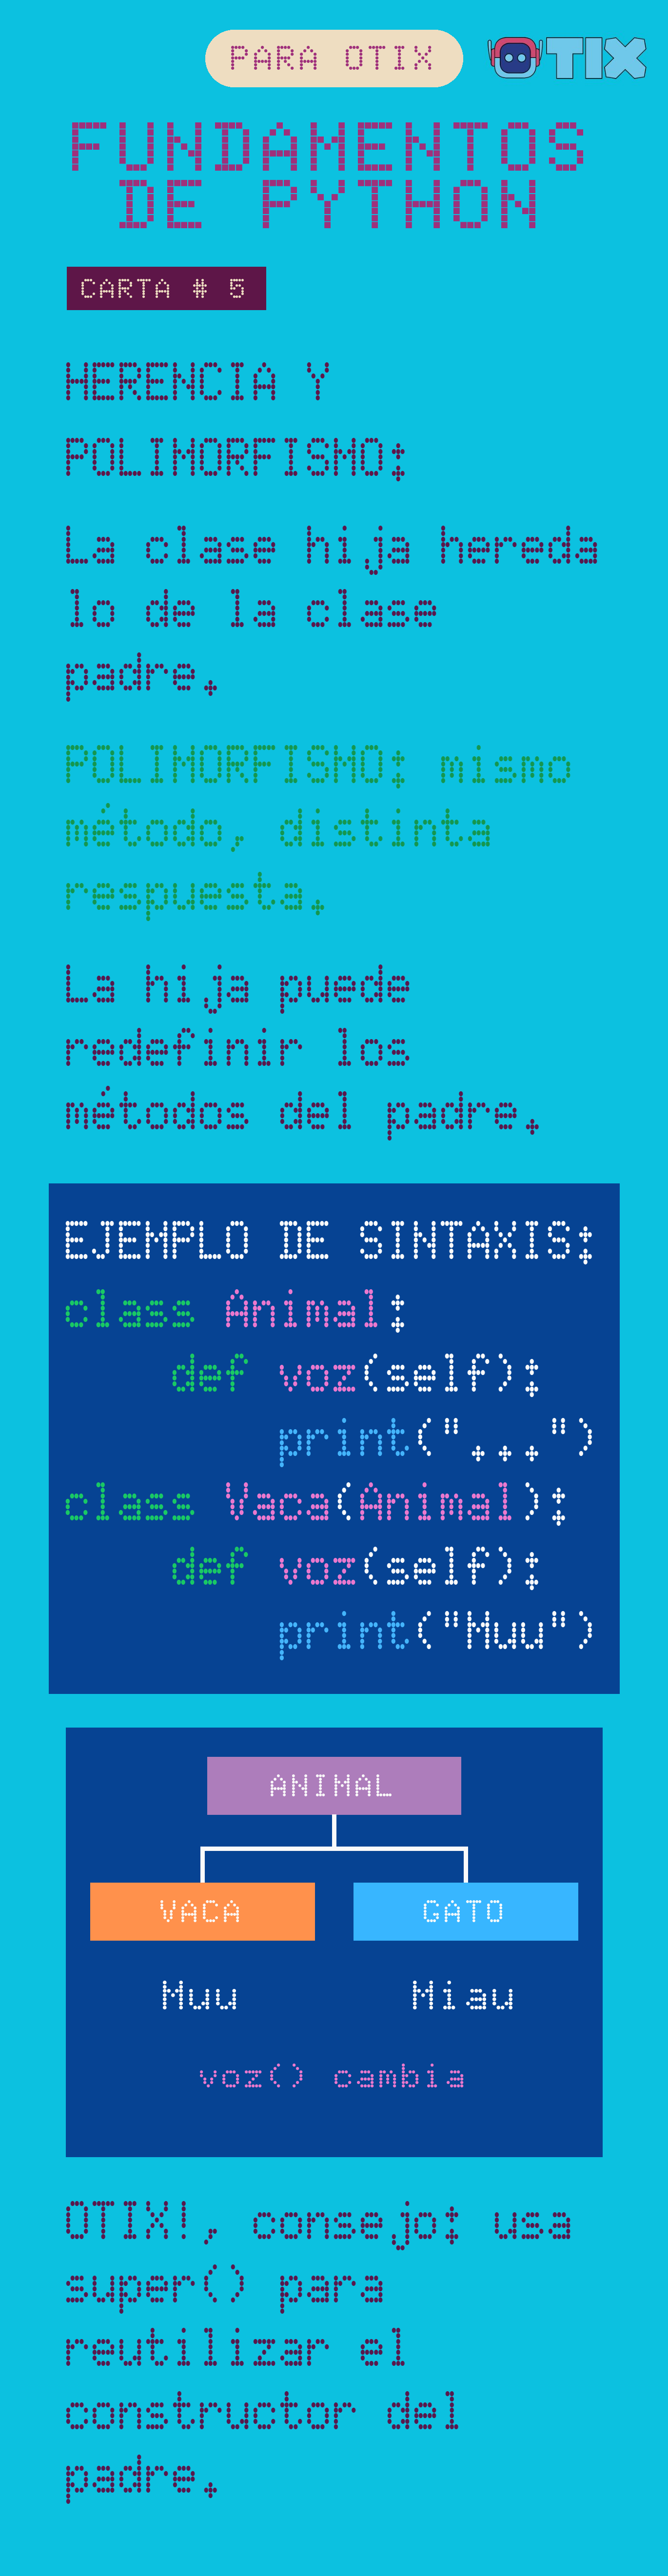 PARA OTIX
OTIX
FUNDAMENTOS
DE PYTHON
CARTA # 5
HERENCIA Y
POLIMORFISMO:
La clase hija hereda
lo de la clase
padre.
POLIMORFISMO: mismo
método, distinta
respuesta.
La hija puede
redefinir los
métodos del padre.
EJEMPLO DE SINTAXIS:
class Animal:
def voz(self):
print("...")
class Vaca(Animal):
def voz(self):
print("Muu")
ANIMAL
VACA GATO
Muu Miau
voz() cambia
OTIX!, consejo: usa
super() para
reutilizar el
constructor del
padre.